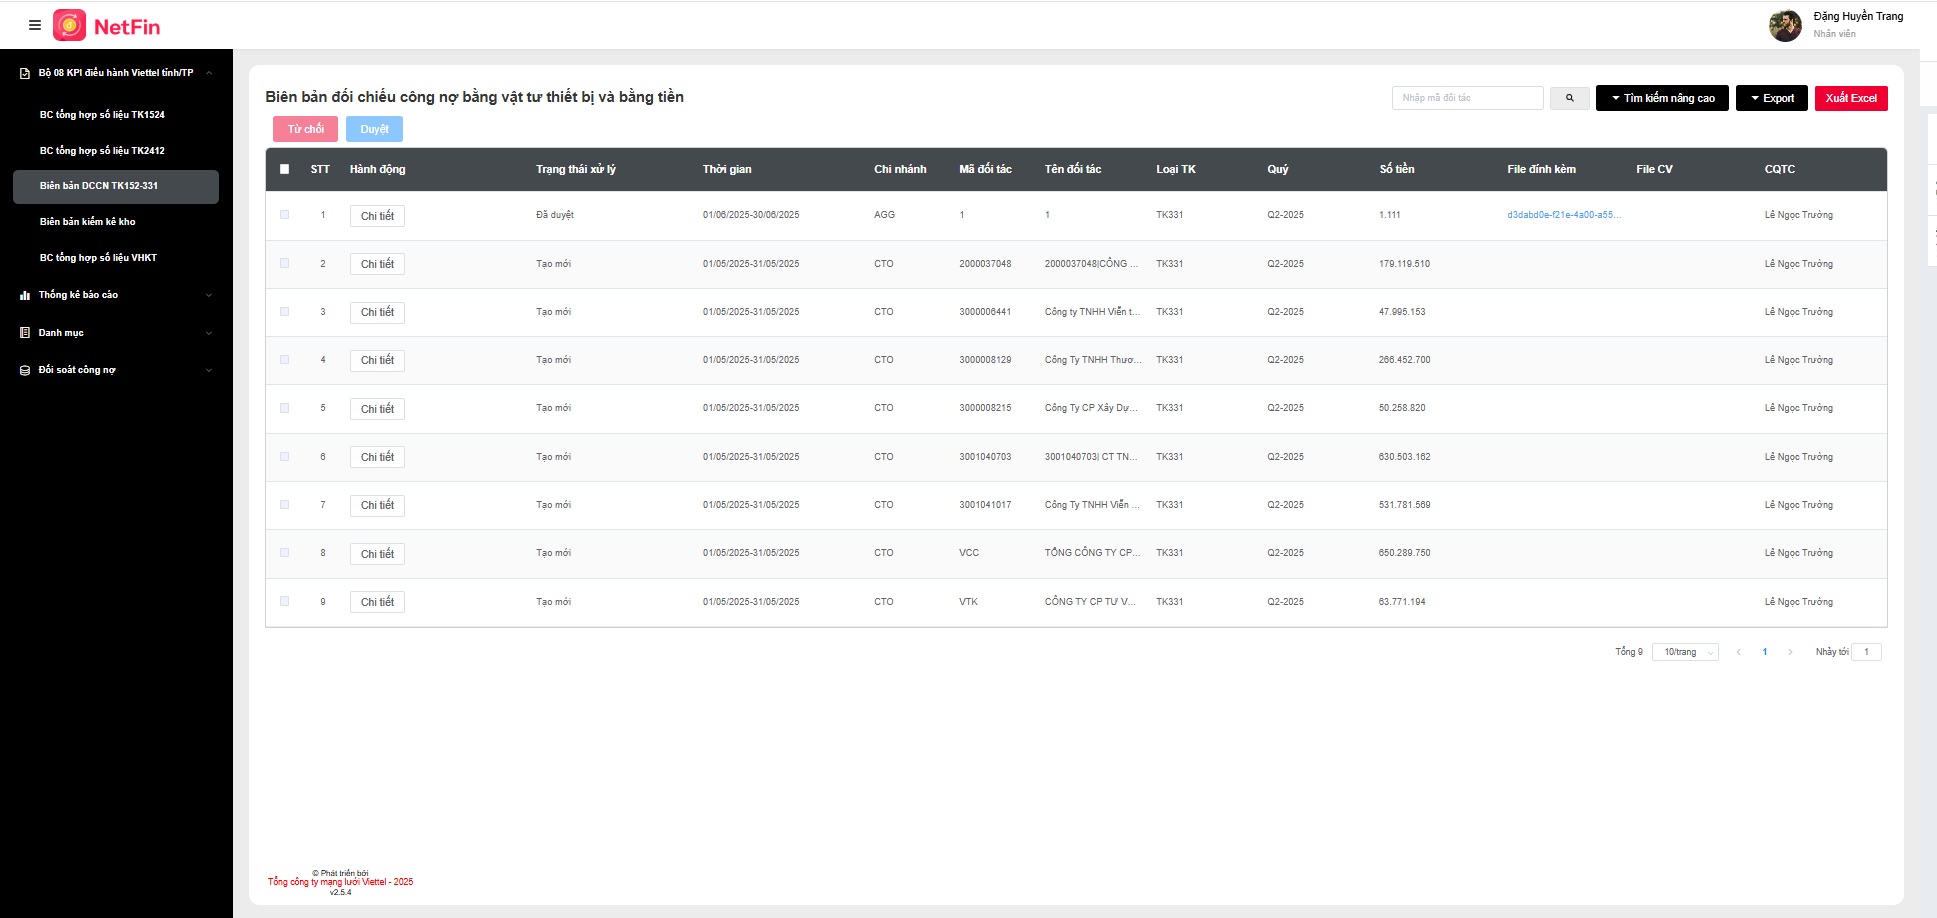 NetFin
Đặng Huyền Trang
Nhân viên
Bộ 08 KPI điều hành Viettel tỉnh/TP
BC tổng hợp số liệu TK1524
BC tổng hợp số liệu TK2412
Biên bản DCCN TK152-331
Biên bản kiểm kê kho
BC tổng hợp số liệu VHKT
Thống kê báo cáo
Danh mục
Đối soát công nợ
Biên bản đối chiếu công nợ bằng vật tư thiết bị và bằng tiền
Nhập mã đối tác
Tìm kiếm nâng cao
Export
Xuất Excel
Từ chối
Duyệt
STT Hành động Trạng thái xử lý Thời gian Chi nhánh Mã đối tác Tên đối tác Loại TK Quý Số tiền File đính kèm File CV CQTC
1 Chi tiết Đã duyệt 01/06/2025-30/06/2025 AGG 1 1 TK331 Q2-2025 1.111 d3dabd0e-f21e-4a00-a55... Lê Ngọc Trưởng
2 Chi tiết Tạo mới 01/05/2025-31/05/2025 CTO 2000037048 2000037048|CÔNG ... TK331 Q2-2025 179.119.510 Lê Ngọc Trưởng
3 Chi tiết Tạo mới 01/05/2025-31/05/2025 CTO 3000006441 Công ty TNHH Viễn t... TK331 Q2-2025 47.995.153 Lê Ngọc Trưởng
4 Chi tiết Tạo mới 01/05/2025-31/05/2025 CTO 3000008129 Công Ty TNHH Thươ... TK331 Q2-2025 266.452.700 Lê Ngọc Trưởng
5 Chi tiết Tạo mới 01/05/2025-31/05/2025 CTO 3000008215 Công Ty CP Xây Dự... TK331 Q2-2025 50.258.820 Lê Ngọc Trưởng
6 Chi tiết Tạo mới 01/05/2025-31/05/2025 CTO 3001040703 3001040703| CT TN... TK331 Q2-2025 630.503.162 Lê Ngọc Trưởng
7 Chi tiết Tạo mới 01/05/2025-31/05/2025 CTO 3001041017 Công Ty TNHH Viễn ... TK331 Q2-2025 531.781.569 Lê Ngọc Trưởng
8 Chi tiết Tạo mới 01/05/2025-31/05/2025 CTO VCC TỔNG CÔNG TY CP... TK331 Q2-2025 650.289.750 Lê Ngọc Trưởng
9 Chi tiết Tạo mới 01/05/2025-31/05/2025 CTO VTK CÔNG TY CP TƯ V... TK331 Q2-2025 63.771.194 Lê Ngọc Trưởng
Tổng 9 10/trang 1 Nhảy tới 1
© Phát triển bởi
Tổng công ty mạng lưới Viettel - 2025
v2.5.4